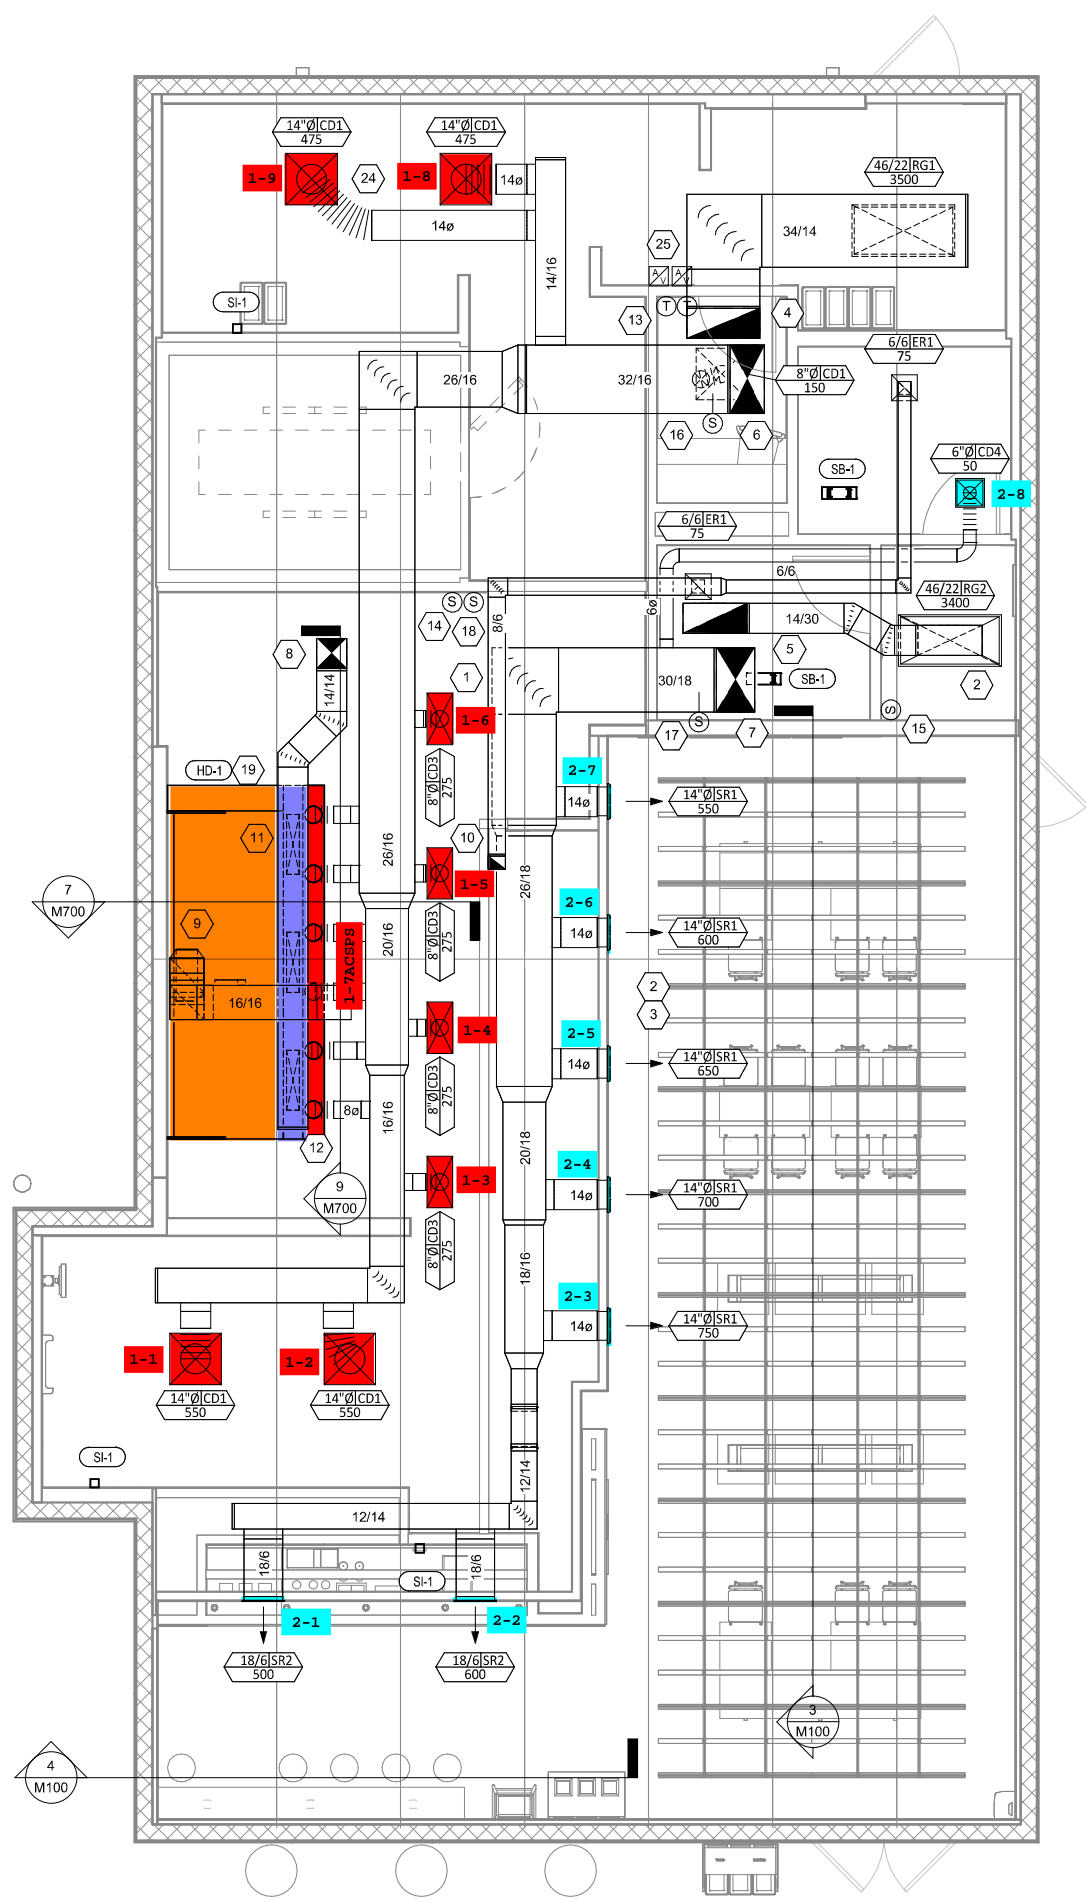 14"Ø CD1
475
14"Ø CD1
475
1-9
24
1-8
14ø
46/22 RG1
3500
14ø
34/14
25
A
V
A
V
14/16
SI-1
T
T
13
4
6/6 ER1
75
26/16
32/16
8"Ø CD1
150
S
16
6
6"Ø CD4
50
SB-1
2-8
6/6 ER1
75
6/6
46/22 RG2
3400
S
S
14
18
8/6
6ø
14/30
8
5
1
14/14
30/18
SB-1
2
S
S
1-6
17
7
15
HD-1
19
8"Ø CD3
275
2-7
14ø
14"Ø SR1
550
11
26/16
10
26/18
1-5
7
M700
9
8"Ø CD3
275
2-6
14ø
14"Ø SR1
600
20/16
1-7ACSPS
16/16
2
3
1-4
2-5
14ø
14"Ø SR1
650
8"Ø CD3
275
8ø
16/16
12
20/18
9
M700
1-3
2-4
14ø
14"Ø SR1
700
8"Ø CD3
275
18/16
2-3
14ø
14"Ø SR1
750
1-1
1-2
14"Ø CD1
550
14"Ø CD1
550
SI-1
12/14
12/14
18/6
18/6
SI-1
2-1
2-2
18/6 SR2
500
18/6 SR2
600
3
M100
4
M100